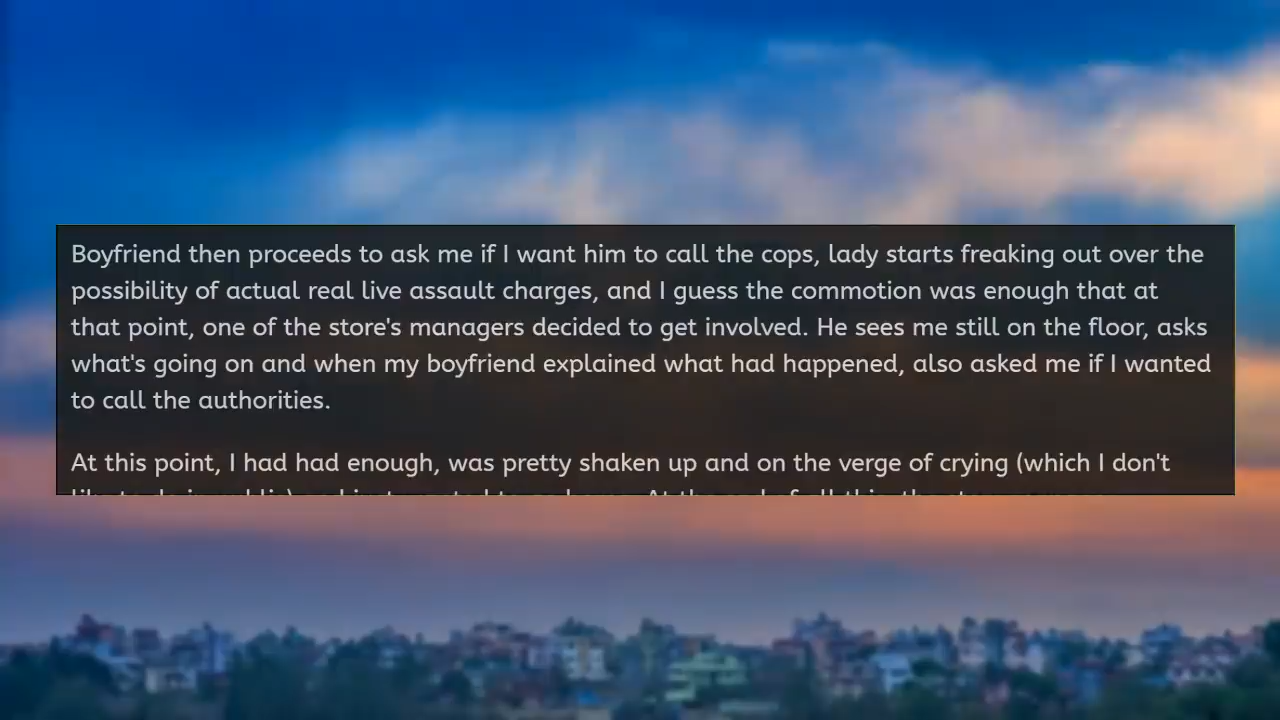 Boyfriend then proceeds to ask me if I want him to call the cops, lady starts freaking out over the
possibility of actual real live assault charges, and I guess the commotion was enough that at
that point, one of the store's managers decided to get involved. He sees me still on the floor, asks
what's going on and when my boyfriend explained what had happened, also asked me if I wanted
to call the authorities.
At this point, I had had enough, was pretty shaken up and on the verge of crying (which I don't